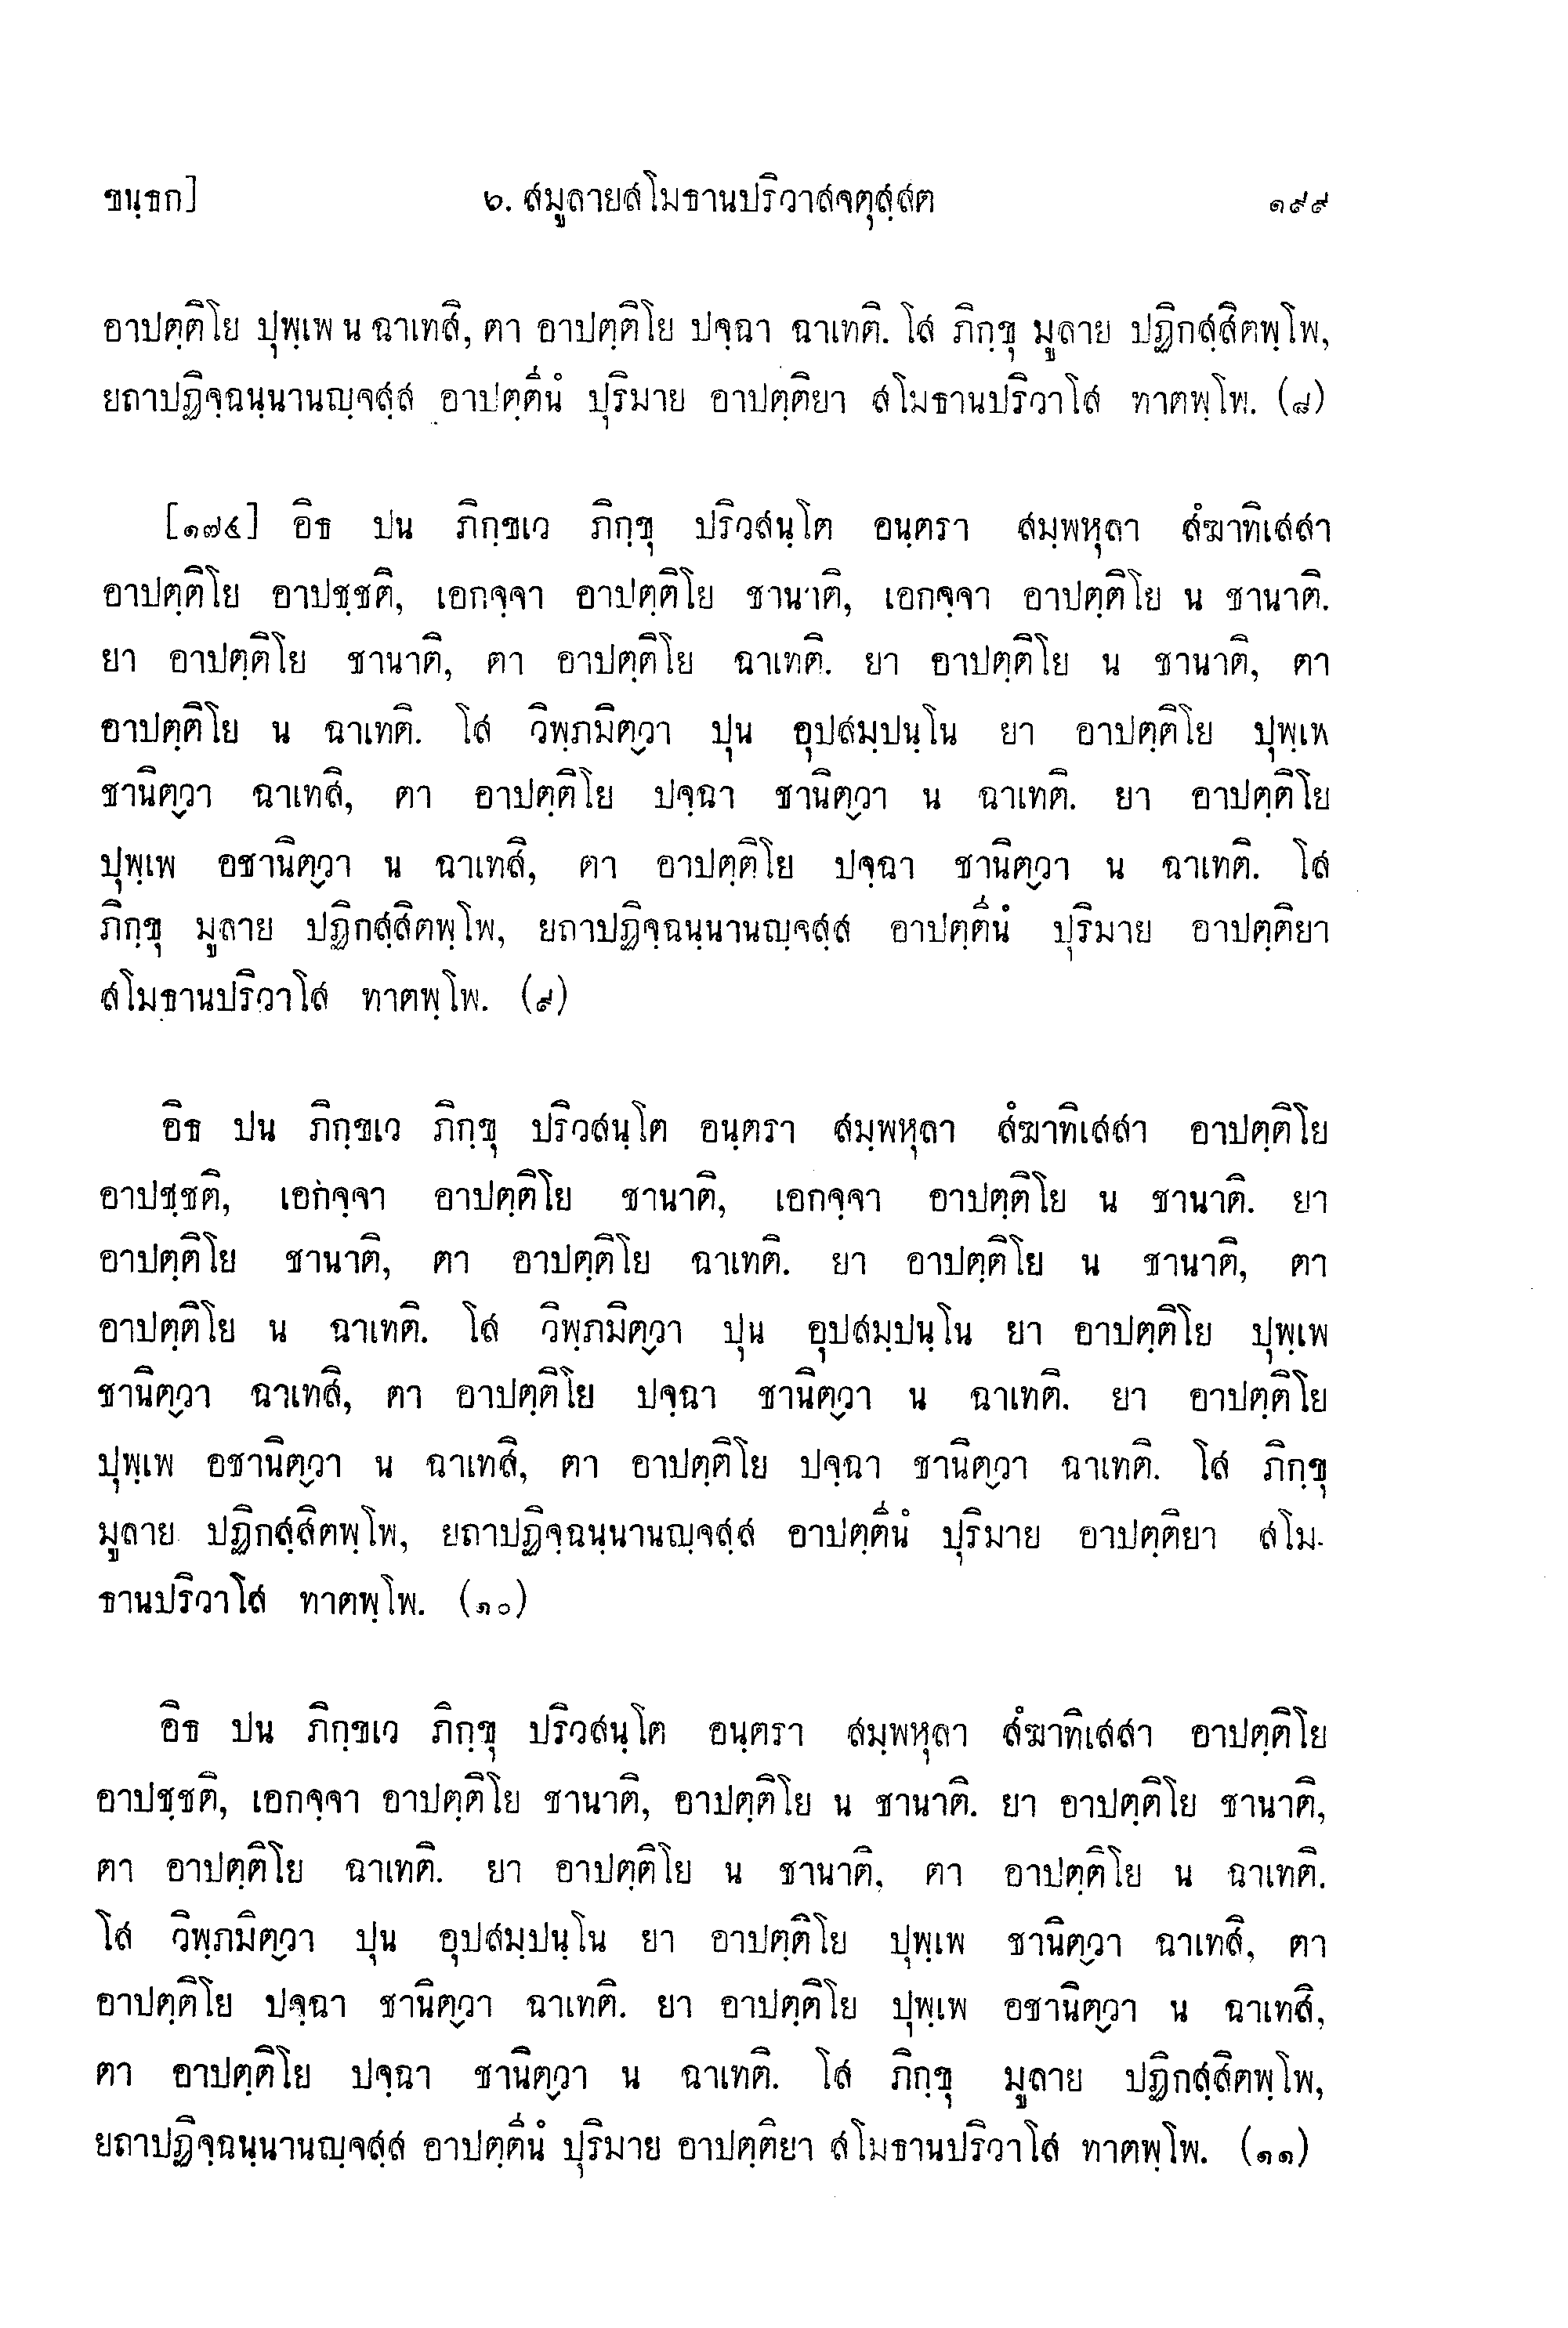 ขนฺธก] ๖. สมูลายสโมธานปริวาสจตุสฺสต ๑๙๙
อาปตฺติโย ปุพฺเพ น ฉาเทสิ, ตา อาปตฺติโย ปจฺฉา ฉาเทติ. โส ภิกฺขุ มูลาย ปฏิกสฺสิตพฺโพ,
ยถาปฏิจฺฉนฺนานญฺจสฺส อาปตฺตีนํ ปุริมาย อาปตฺติยา สโมธานปริวาโส ทาตพฺโพ. (๘)
[๑๗๕] อิธ ปน ภิกฺขเว ภิกฺขุ ปริวสนฺโต อนฺตรา สมฺพหุลา สํฆาทิเสสา
อาปตฺติโย อาปชฺชติ, เอกจฺจา อาปตฺติโย ชานาติ, เอกจฺจา อาปตฺติโย น ชานาติ.
ยา อาปตฺติโย ชานาติ, ตา อาปตฺติโย ฉาเทติ. ยา อาปตฺติโย น ชานาติ, ตา
อาปตฺติโย น ฉาเทติ. โส วิพฺภมิตฺวา ปุน อุปสมฺปนฺโน ยา อาปตฺติโย ปุพฺเพ
ชานิตฺวา ฉาเทสิ, ตา อาปตฺติโย ปจฺฉา ชานิตฺวา น ฉาเทติ. ยา อาปตฺติโย
ปุพฺเพ อชานิตฺวา น ฉาเทสิ, ตา อาปตฺติโย ปจฺฉา ชานิตฺวา น ฉาเทติ. โส
ภิกฺขุ มูลาย ปฏิกสฺสิตพฺโพ, ยถาปฏิจฺฉนฺนานญฺจสฺส อาปตฺตีนํ ปุริมาย อาปตฺติยา
สโมธานปริวาโส ทาตพฺโพ. (๙)
อิธ ปน ภิกฺขเว ภิกฺขุ ปริวสนฺโต อนฺตรา สมฺพหุลา สํฆาทิเสสา อาปตฺติโย
อาปชฺชติ, เอกจฺจา อาปตฺติโย ชานาติ, เอกจฺจา อาปตฺติโย น ชานาติ. ยา
อาปตฺติโย ชานาติ, ตา อาปตฺติโย ฉาเทติ. ยา อาปตฺติโย น ชานาติ, ตา
อาปตฺติโย น ฉาเทติ. โส วิพฺภมิตฺวา ปุน อุปสมฺปนฺโน ยา อาปตฺติโย ปุพฺเพ
ชานิตฺวา ฉาเทสิ, ตา อาปตฺติโย ปจฺฉา ชานิตฺวา น ฉาเทติ. ยา อาปตฺติโย
ปุพฺเพ อชานิตฺวา น ฉาเทสิ, ตา อาปตฺติโย ปจฺฉา ชานิตฺวา ฉาเทติ. โส ภิกฺขุ
มูลาย ปฏิกสฺสิตพฺโพ, ยถาปฏิจฺฉนฺนานญฺจสฺส อาปตฺตีนํ ปุริมาย อาปตฺติยา สโม-
ธานปริวาโส ทาตพฺโพ. (๑๐)
อิธ ปน ภิกฺขเว ภิกฺขุ ปริวสนฺโต อนฺตรา สมฺพหุลา สํฆาทิเสสา อาปตฺติโย
อาปชฺชติ, เอกจฺจา อาปตฺติโย ชานาติ, อาปตฺติโย น ชานาติ. ยา อาปตฺติโย ชานาติ,
ตา อาปตฺติโย ฉาเทติ. ยา อาปตฺติโย น ชานาติ, ตา อาปตฺติโย น ฉาเทติ.
โส วิพฺภมิตฺวา ปุน อุปสมฺปนฺโน ยา อาปตฺติโย ปุพฺเพ ชานิตฺวา ฉาเทสิ, ตา
อาปตฺติโย ปจฺฉา ชานิตฺวา ฉาเทติ. ยา อาปตฺติโย ปุพฺเพ อชานิตฺวา น ฉาเทสิ,
ตา อาปตฺติโย ปจฺฉา ชานิตฺวา น ฉาเทติ. โส ภิกฺขุ มูลาย ปฏิกสฺสิตพฺโพ,
ยถาปฏิจฺฉนฺนานญฺจสฺส อาปตฺตีนํ ปุริมาย อาปตฺติยา สโมธานปริวาโส ทาตพฺโพ. (๑๑)